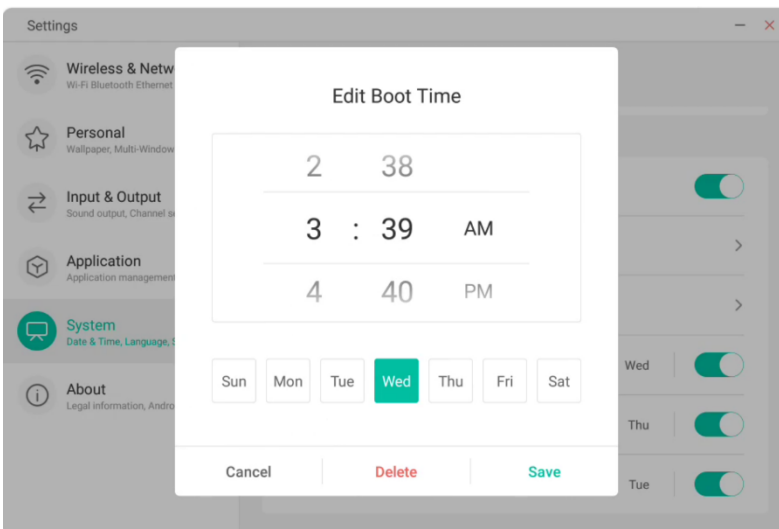 Settings
Wireless & Netw
Wi-Fi Bluetooth Ethernet
Personal
Wallpaper, Multi-Window
Input & Output
Sound output, Channel se
Application
Application management
System
Date & Time, Language, S
About
Legal information, Andro
Edit Boot Time
2 38
3 : 39 AM
4 40 PM
Sun Mon Tue Wed Thu Fri Sat
Cancel Delete Save
Wed
Thu
Tue